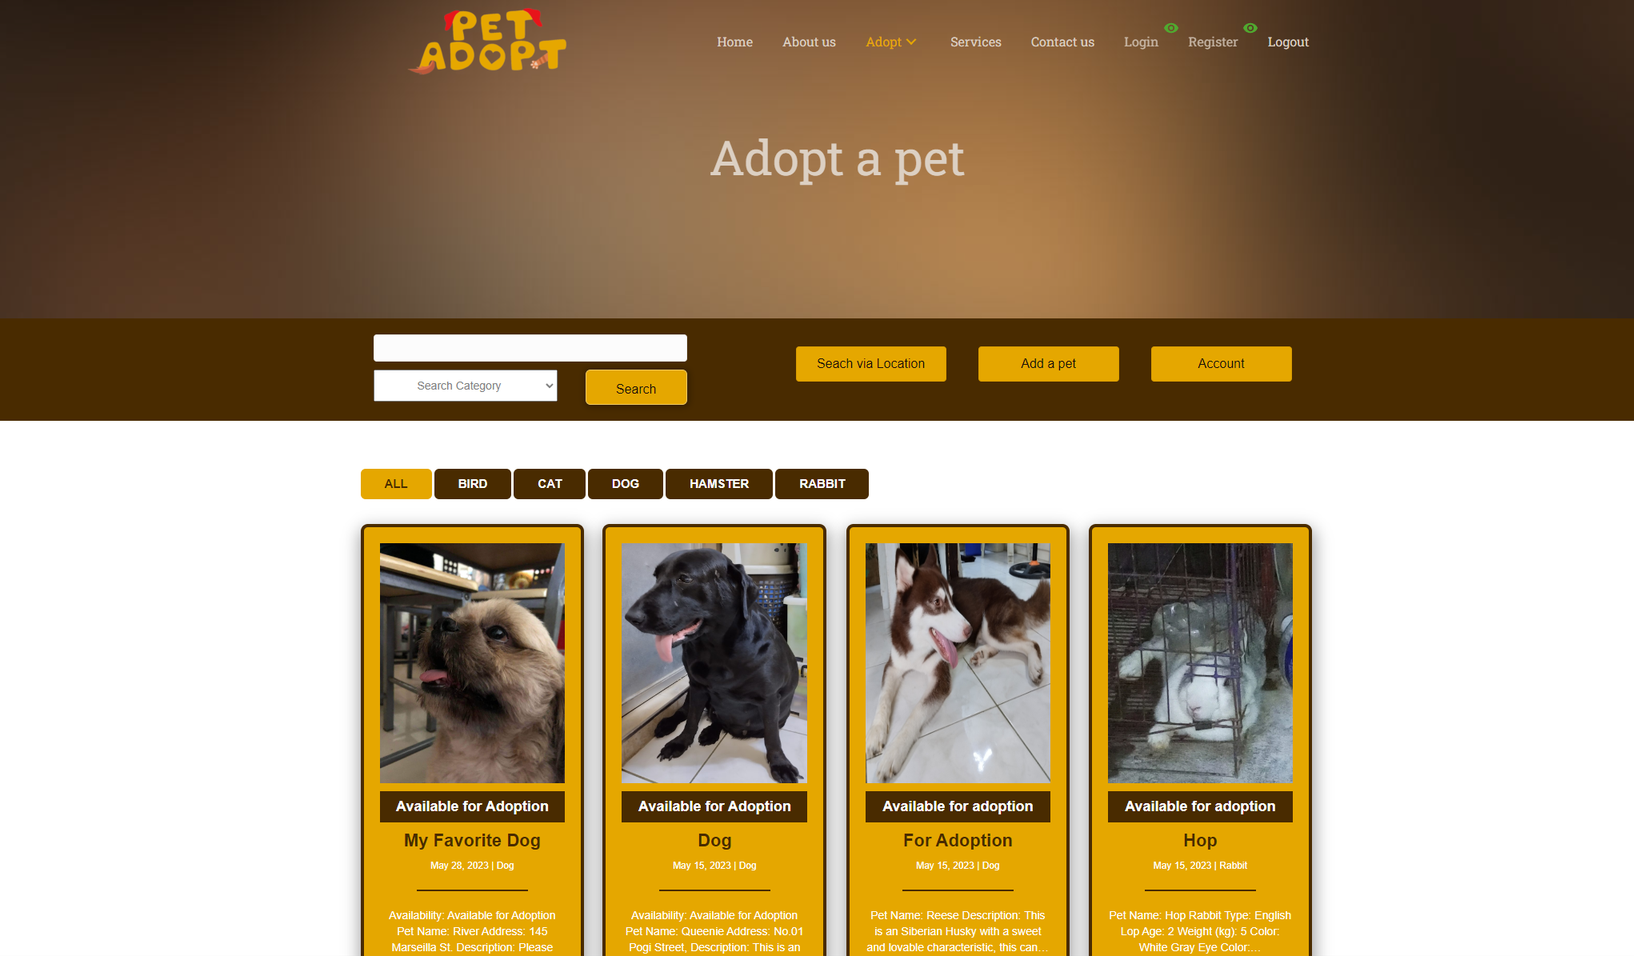 PET
ADOPT
Home
About us
Adopt
Services
Contact us
Login
Register
Logout
Adopt a pet
Search Category
Search
Seach via Location
Add a pet
Account
ALL
BIRD
CAT
DOG
HAMSTER
RABBIT
Available for Adoption
My Favorite Dog
May 28, 2023 | Dog
Availability: Available for Adoption
Pet Name: River Address: 145
Marseilla St. Description: Please
Available for Adoption
Dog
May 15, 2023 | Dog
Availability: Available for Adoption
Pet Name: Queenie Address: No.01
Pogi Street, Description: This is an
Available for adoption
For Adoption
May 15, 2023 | Dog
Pet Name: Reese Description: This
is an Siberian Husky with a sweet
and lovable characteristic, this can...
Available for adoption
Hop
May 15, 2023 | Rabbit
Pet Name: Hop Rabbit Type: English
Lop Age: 2 Weight (kg): 5 Color:
White Gray Eye Color:...